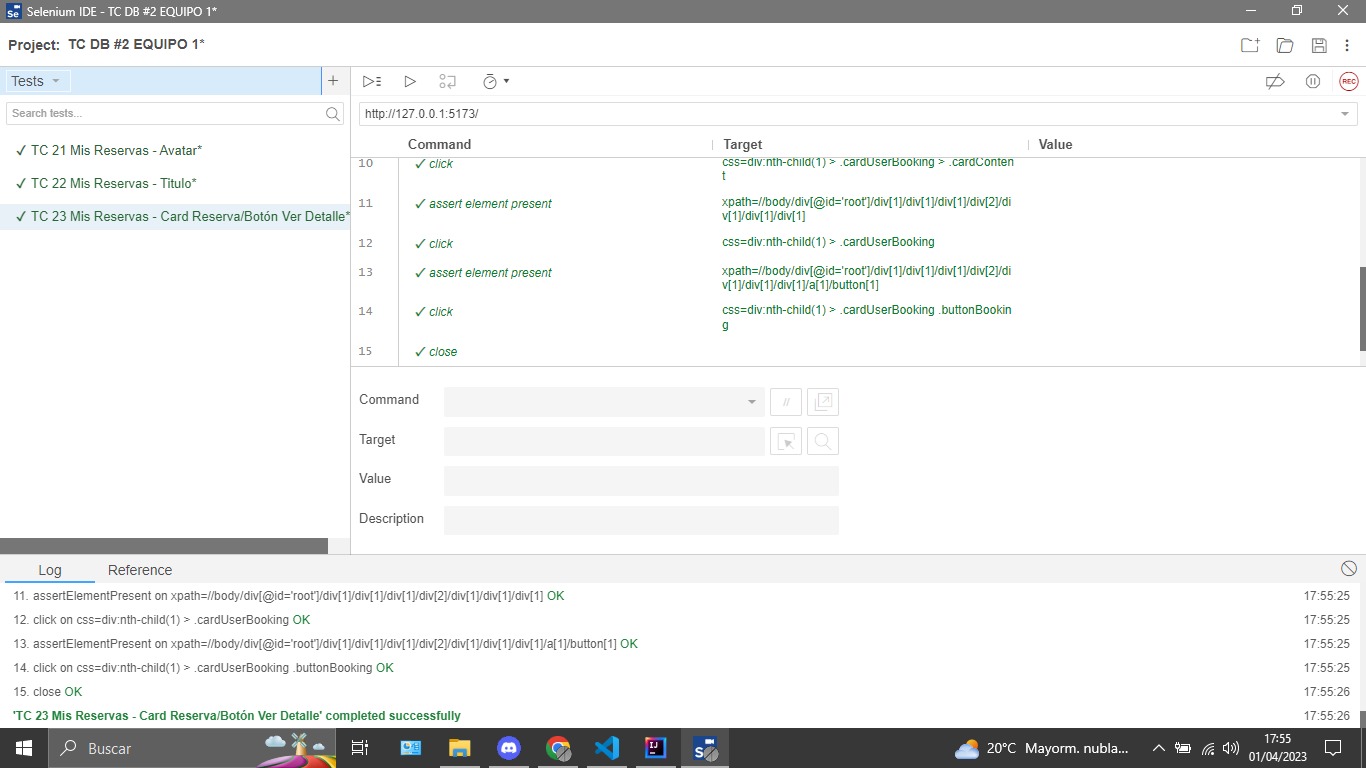 Selenium IDE - TC DB #2 EQUIPO 1*
Project: TC DB #2 EQUIPO 1*
Tests
+
Search tests...
✓ TC 21 Mis Reservas - Avatar*
✓ TC 22 Mis Reservas - Titulo*
✓ TC 23 Mis Reservas - Card Reserva/Botón Ver Detalle*
REC
http://127.0.0.1:5173/
Command Target Value
10 ✓ click css=div:nth-child(1) > .cardUserBooking > .cardConten
t
11 ✓ assert element present xpath=//body/div[@id='root']/div[1]/div[1]/div[1]/div[2]/di
v[1]/div[1]/div[1]
12 ✓ click css=div:nth-child(1) > .cardUserBooking
13 ✓ assert element present xpath=//body/div[@id='root']/div[1]/div[1]/div[1]/div[2]/di
v[1]/div[1]/div[1]/a[1]/button[1]
14 ✓ click css=div:nth-child(1) > .cardUserBooking .buttonBookin
g
15 ✓ close
Command
//
Target
Value
Description
Log Reference
11. assertElementPresent on xpath=//body/div[@id='root']/div[1]/div[1]/div[1]/div[2]/div[1]/div[1]/div[1] OK 17:55:25
12. click on css=div:nth-child(1) > .cardUserBooking OK 17:55:25
13. assertElementPresent on xpath=//body/div[@id='root']/div[1]/div[1]/div[1]/div[2]/div[1]/div[1]/div[1]/a[1]/button[1] OK 17:55:25
14. click on css=div:nth-child(1) > .cardUserBooking .buttonBooking OK 17:55:25
15. close OK 17:55:26
'TC 23 Mis Reservas - Card Reserva/Botón Ver Detalle' completed successfully 17:55:26
Buscar
20°C Mayorm. nubla...
17:55
01/04/2023